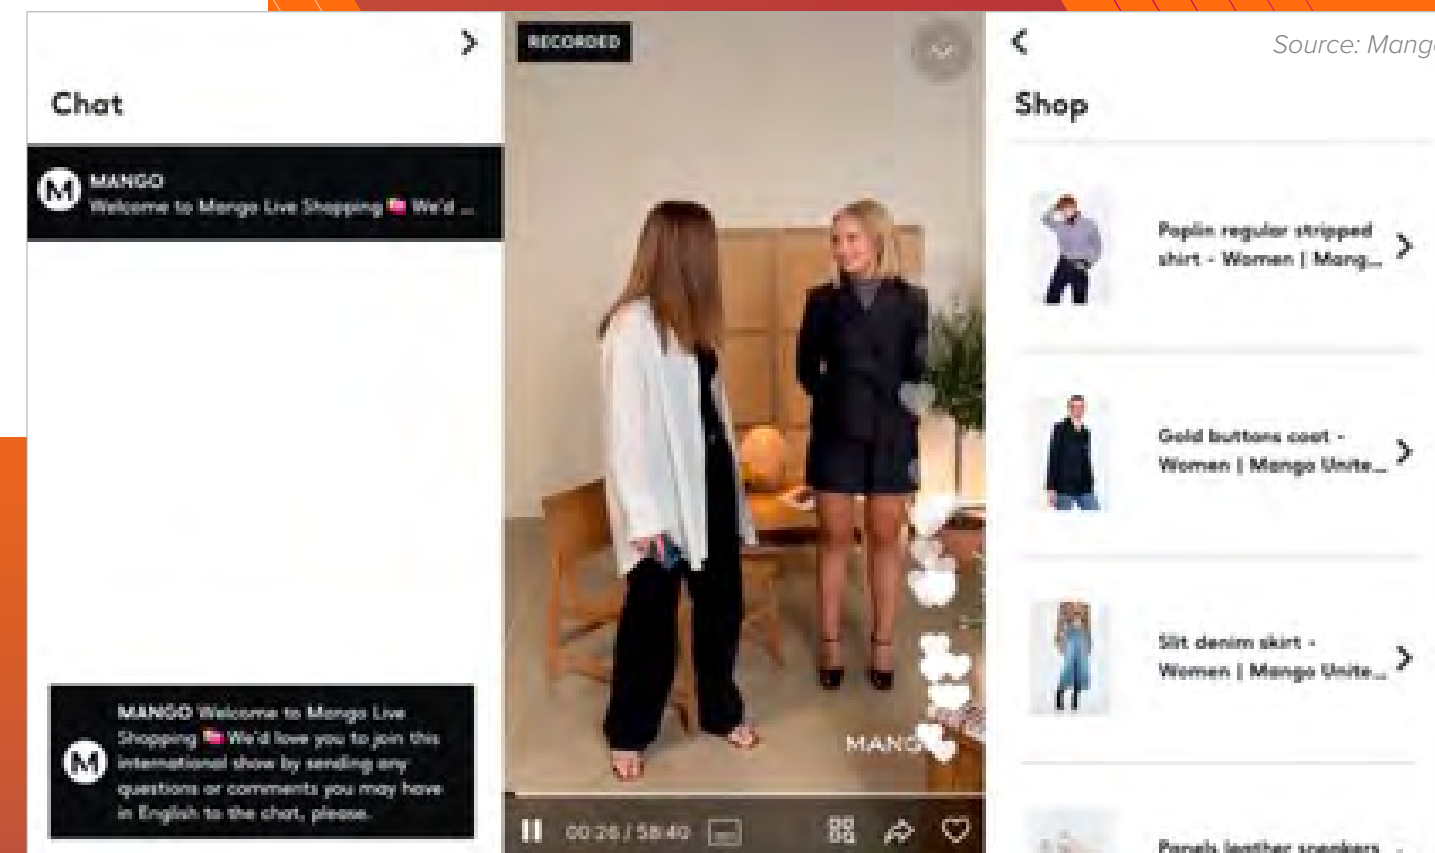 Source: Mango
Chat
M MANGO
Welcome to Mango Live Shopping We'd ...
M
MANGO Welcome to Mango Live
Shopping We'd love you to join this
international show by sending any
questions or comments you may have
in English to the chat, please.
RECORDED
MANG
00:26 / 58:40
Shop
Poplin regular stripped
shirt - Women | Mang...
Gold buttons coat -
Women | Mango Unite...
Slit denim skirt -
Women | Mango Unite...
Panels leather sneakers